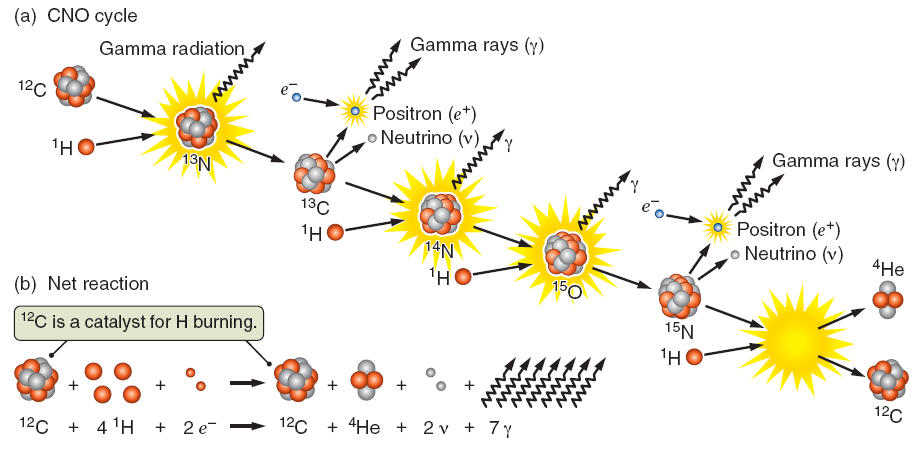 (a) CNO cycle
Gamma radiation
Gamma rays (γ)
¹²C
e⁻
Positron (e⁺)
Neutrino (ν)
¹H
¹³N
γ
Gamma rays (γ)
¹³C
γ
¹H
e⁻
Positron (e⁺)
¹⁴N
Neutrino (ν)
¹H
⁴He
(b) Net reaction
¹⁵O
¹²C is a catalyst for H burning.
¹⁵N
¹H
¹²C
+ + + + +
¹²C + 4 ¹H + 2 e⁻ → ¹²C + ⁴He + 2 ν + 7 γ